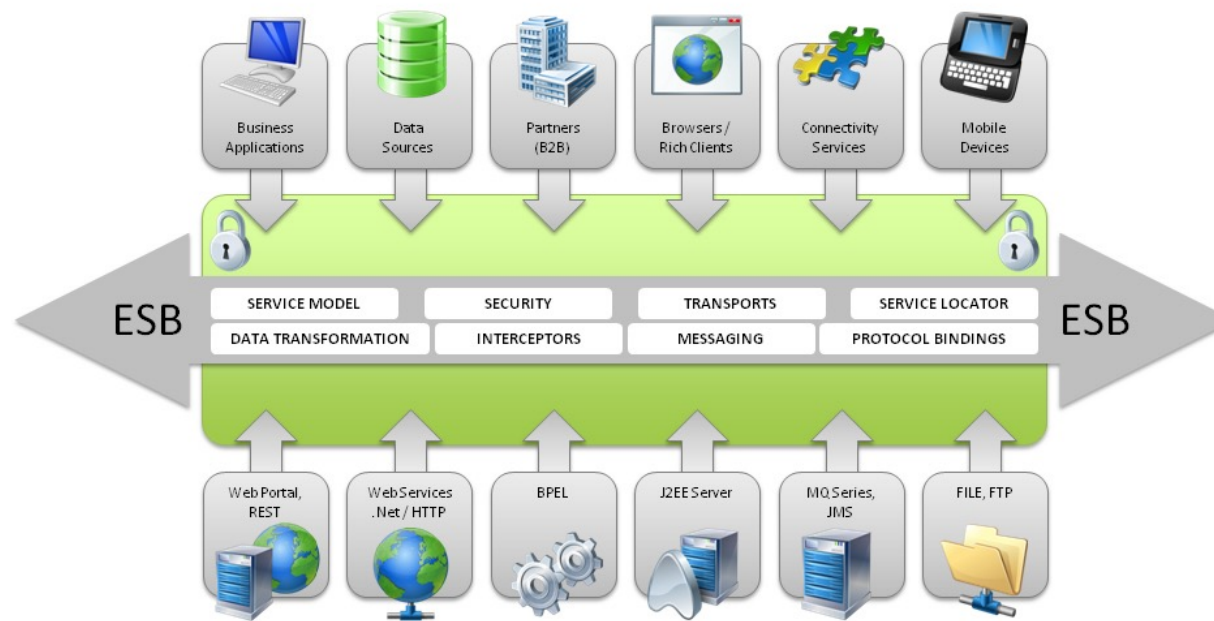 Business
Applications
Data
Sources
Partners
(B2B)
Browsers /
Rich Clients
Connectivity
Services
Mobile
Devices
ESB
SERVICE MODEL
SECURITY
TRANSPORTS
SERVICE LOCATOR
DATA TRANSFORMATION
INTERCEPTORS
MESSAGING
PROTOCOL BINDINGS
ESB
Web Portal,
REST
Web Services
.Net / HTTP
BPEL
J2EE Server
MQ Series,
JMS
FILE, FTP